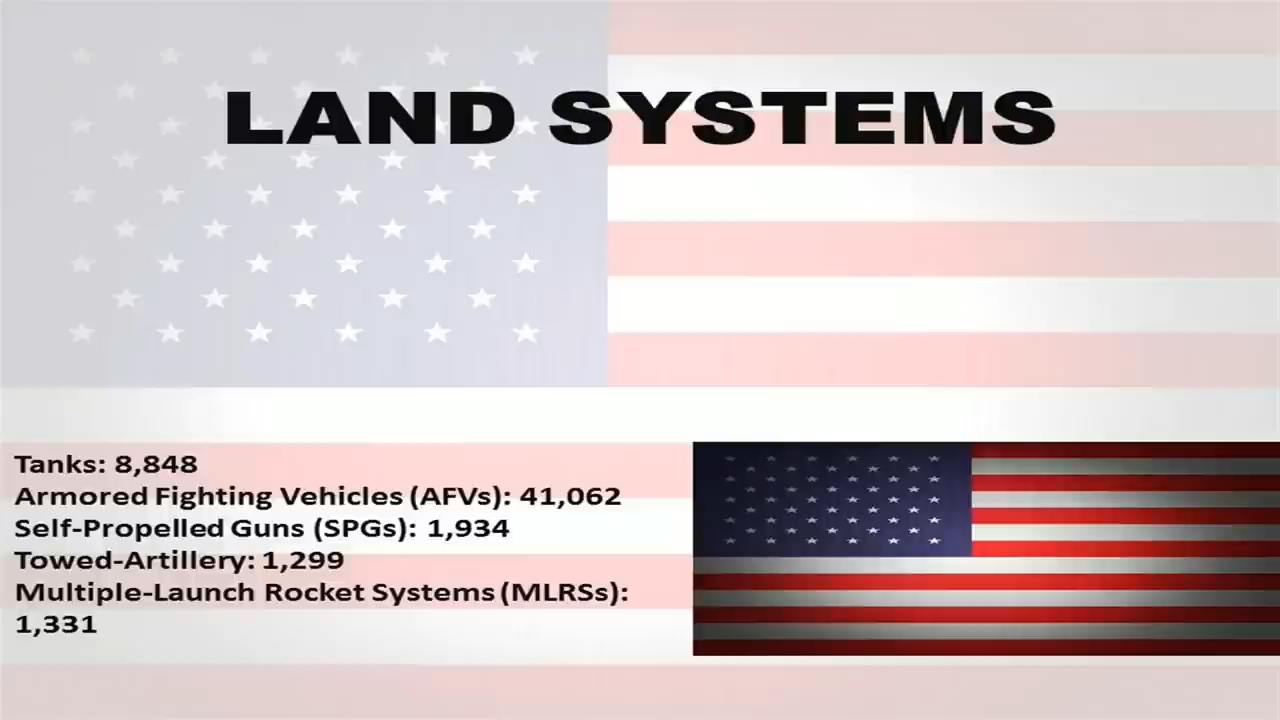 LAND SYSTEMS
Tanks: 8,848
Armored Fighting Vehicles (AFVs): 41,062
Self-Propelled Guns (SPGs): 1,934
Towed-Artillery: 1,299
Multiple-Launch Rocket Systems (MLRSs):
1,331